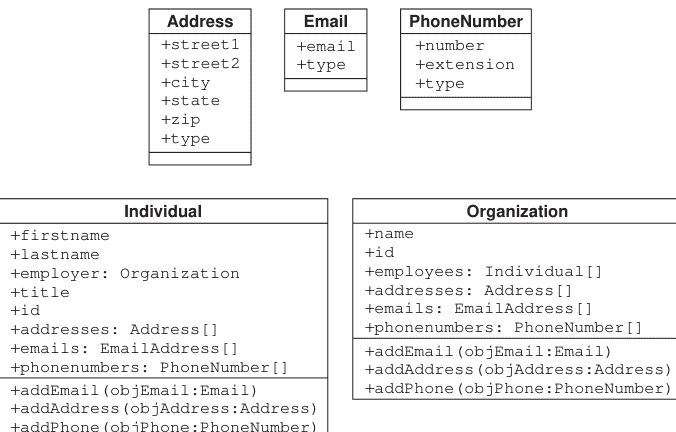 Address
+street1
+street2
+city
+state
+zip
+type
Email
+email
+type
PhoneNumber
+number
+extension
+type
Individual
+firstname
+lastname
+employer: Organization
+title
+id
+addresses: Address[]
+emails: EmailAddress[]
+phonenumbers: PhoneNumber[]
+addEmail(objEmail:Email)
+addAddress(objAddress:Address)
+addPhone(objPhone:PhoneNumber)
Organization
+name
+id
+employees: Individual[]
+addresses: Address[]
+emails: EmailAddress[]
+phonenumbers: PhoneNumber[]
+addEmail(objEmail:Email)
+addAddress(objAddress:Address)
+addPhone(objPhone:PhoneNumber)